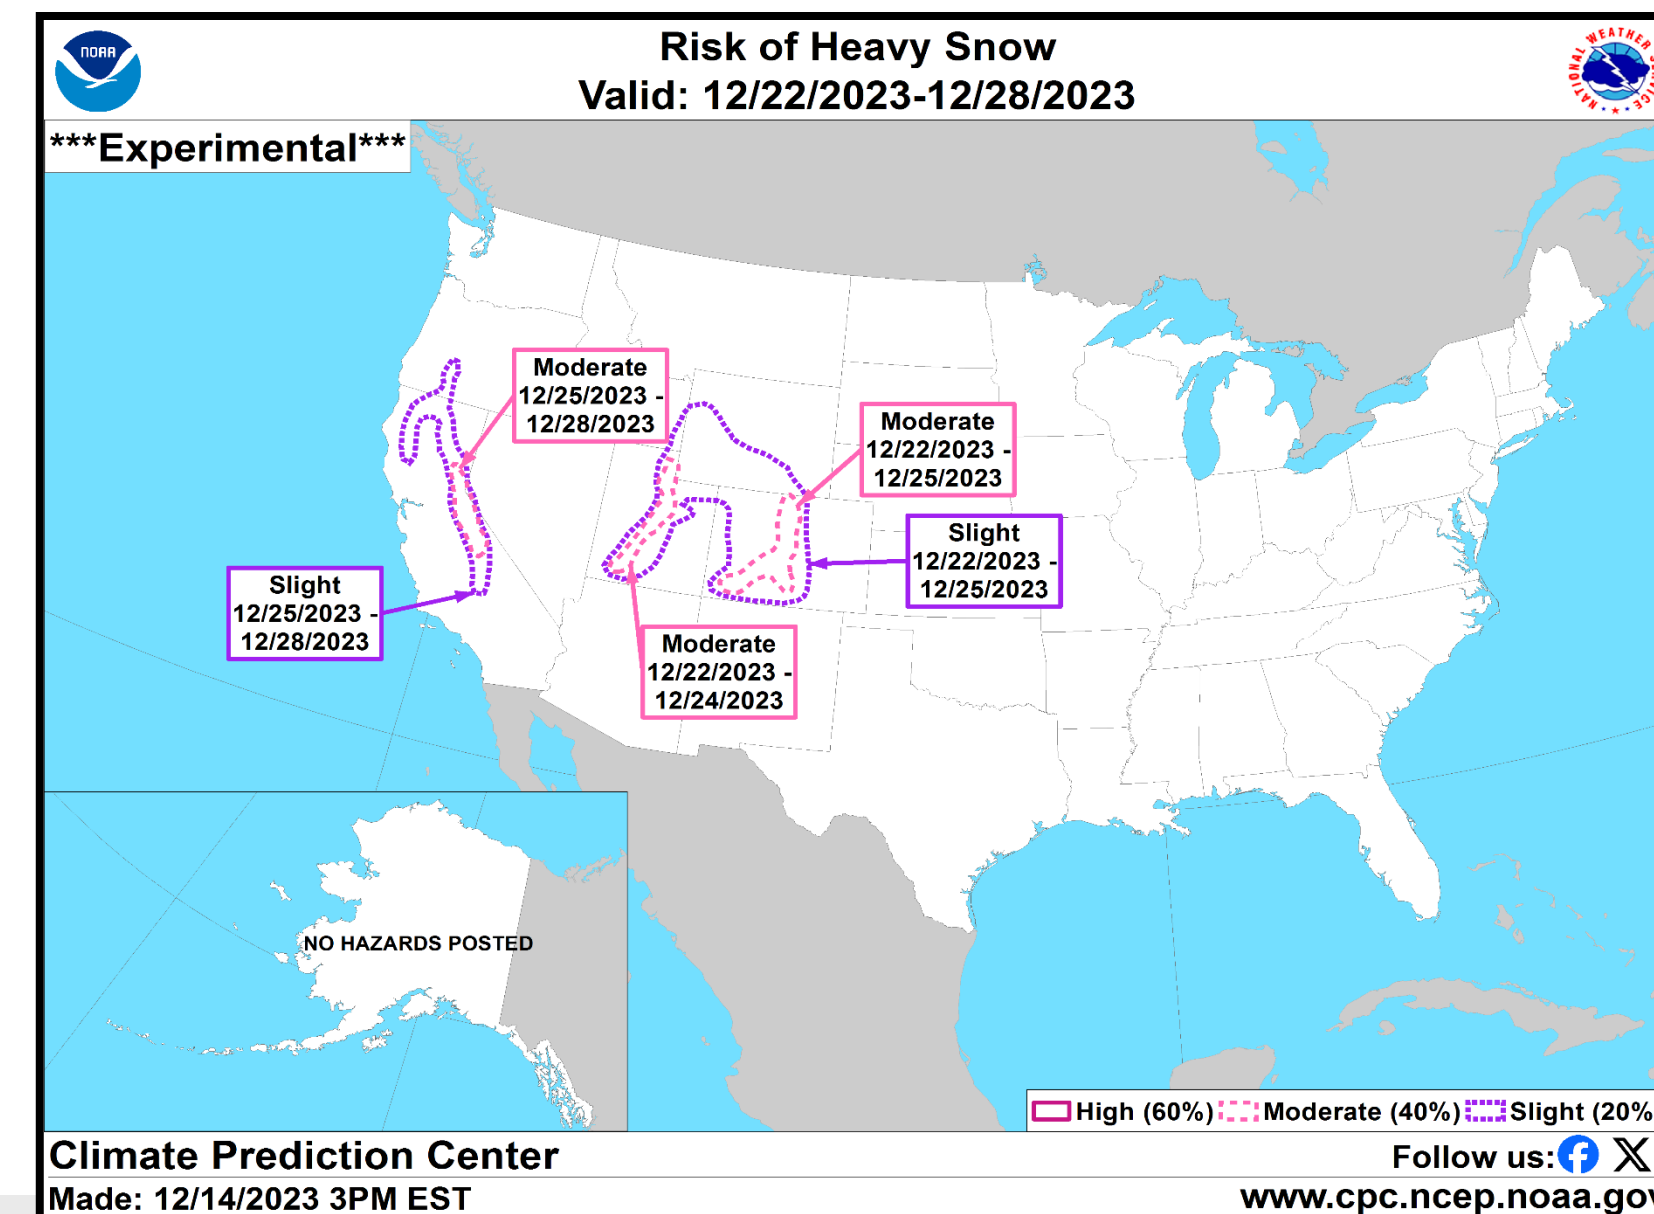 NOAA
Risk of Heavy Snow
Valid: 12/22/2023-12/28/2023
NATIONAL WEATHER
***Experimental***
Moderate
12/25/2023 -
12/28/2023
Moderate
12/22/2023 -
12/25/2023
Slight
12/22/2023 -
12/25/2023
Slight
12/25/2023 -
12/28/2023
Moderate
12/22/2023 -
12/24/2023
NO HAZARDS POSTED
High (60%) Moderate (40%) Slight (20%
Climate Prediction Center
Follow us:
Made: 12/14/2023 3PM EST
www.cpc.ncep.noaa.gov